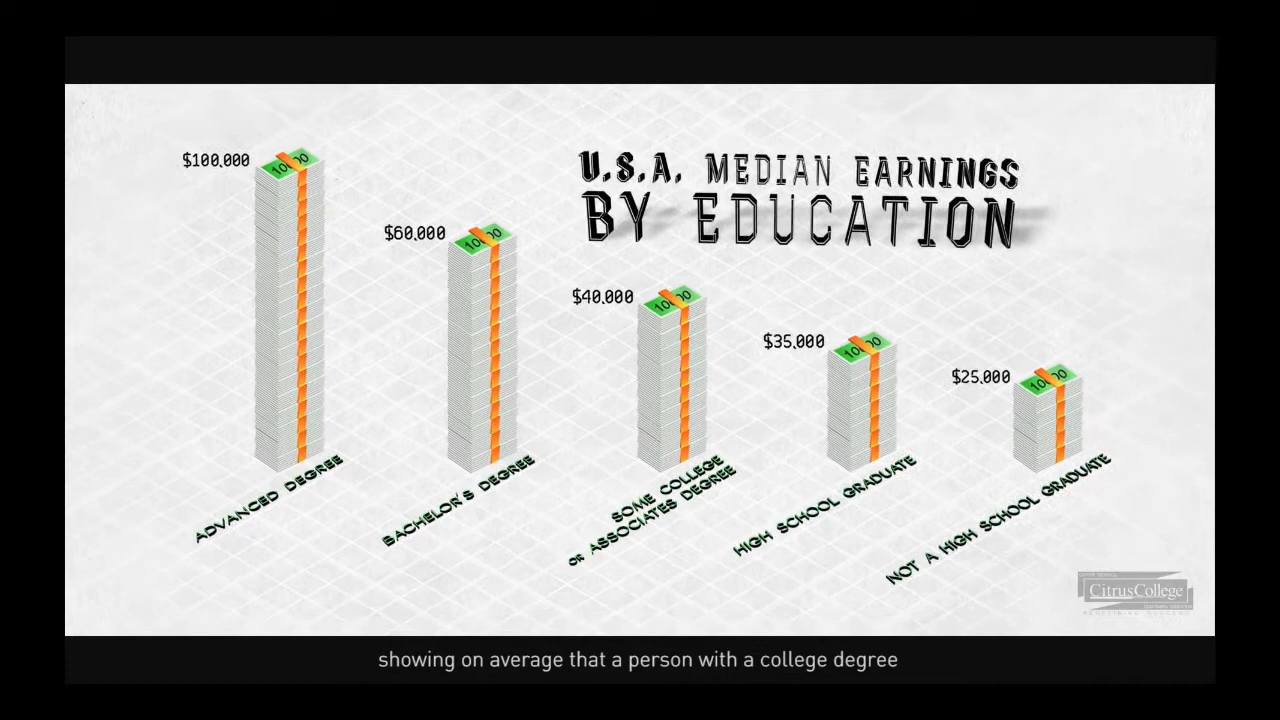 U.S.A. MEDIAN EARNINGS
BY EDUCATION
$100,000
$60,000
$40,000
$35,000
$25,000
ADVANCED DEGREE
BACHELOR'S DEGREE
SOME COLLEGE
OR ASSOCIATES DEGREE
HIGH SCHOOL GRADUATE
NOT A HIGH SCHOOL GRADUATE
CitrusCollege
showing on average that a person with a college degree